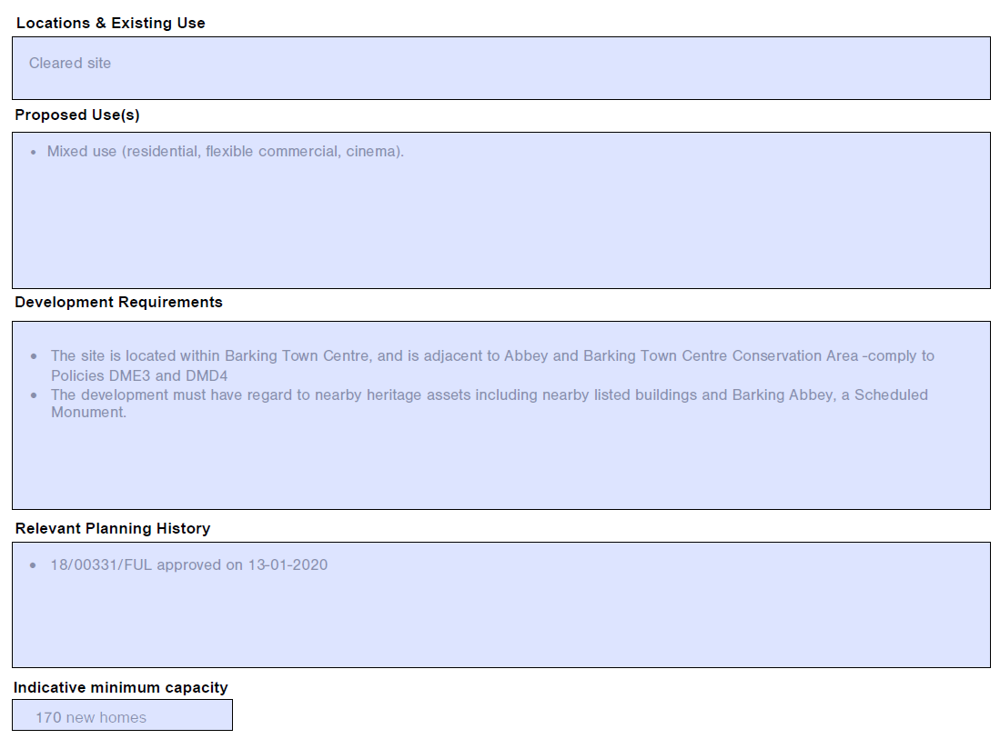 Locations & Existing Use
Cleared site
Proposed Use(s)
• Mixed use (residential, flexible commercial, cinema).
Development Requirements
• The site is located within Barking Town Centre, and is adjacent to Abbey and Barking Town Centre Conservation Area -comply to
Policies DME3 and DMD4
• The development must have regard to nearby heritage assets including nearby listed buildings and Barking Abbey, a Scheduled
Monument.
Relevant Planning History
• 18/00331/FUL approved on 13-01-2020
Indicative minimum capacity
170 new homes